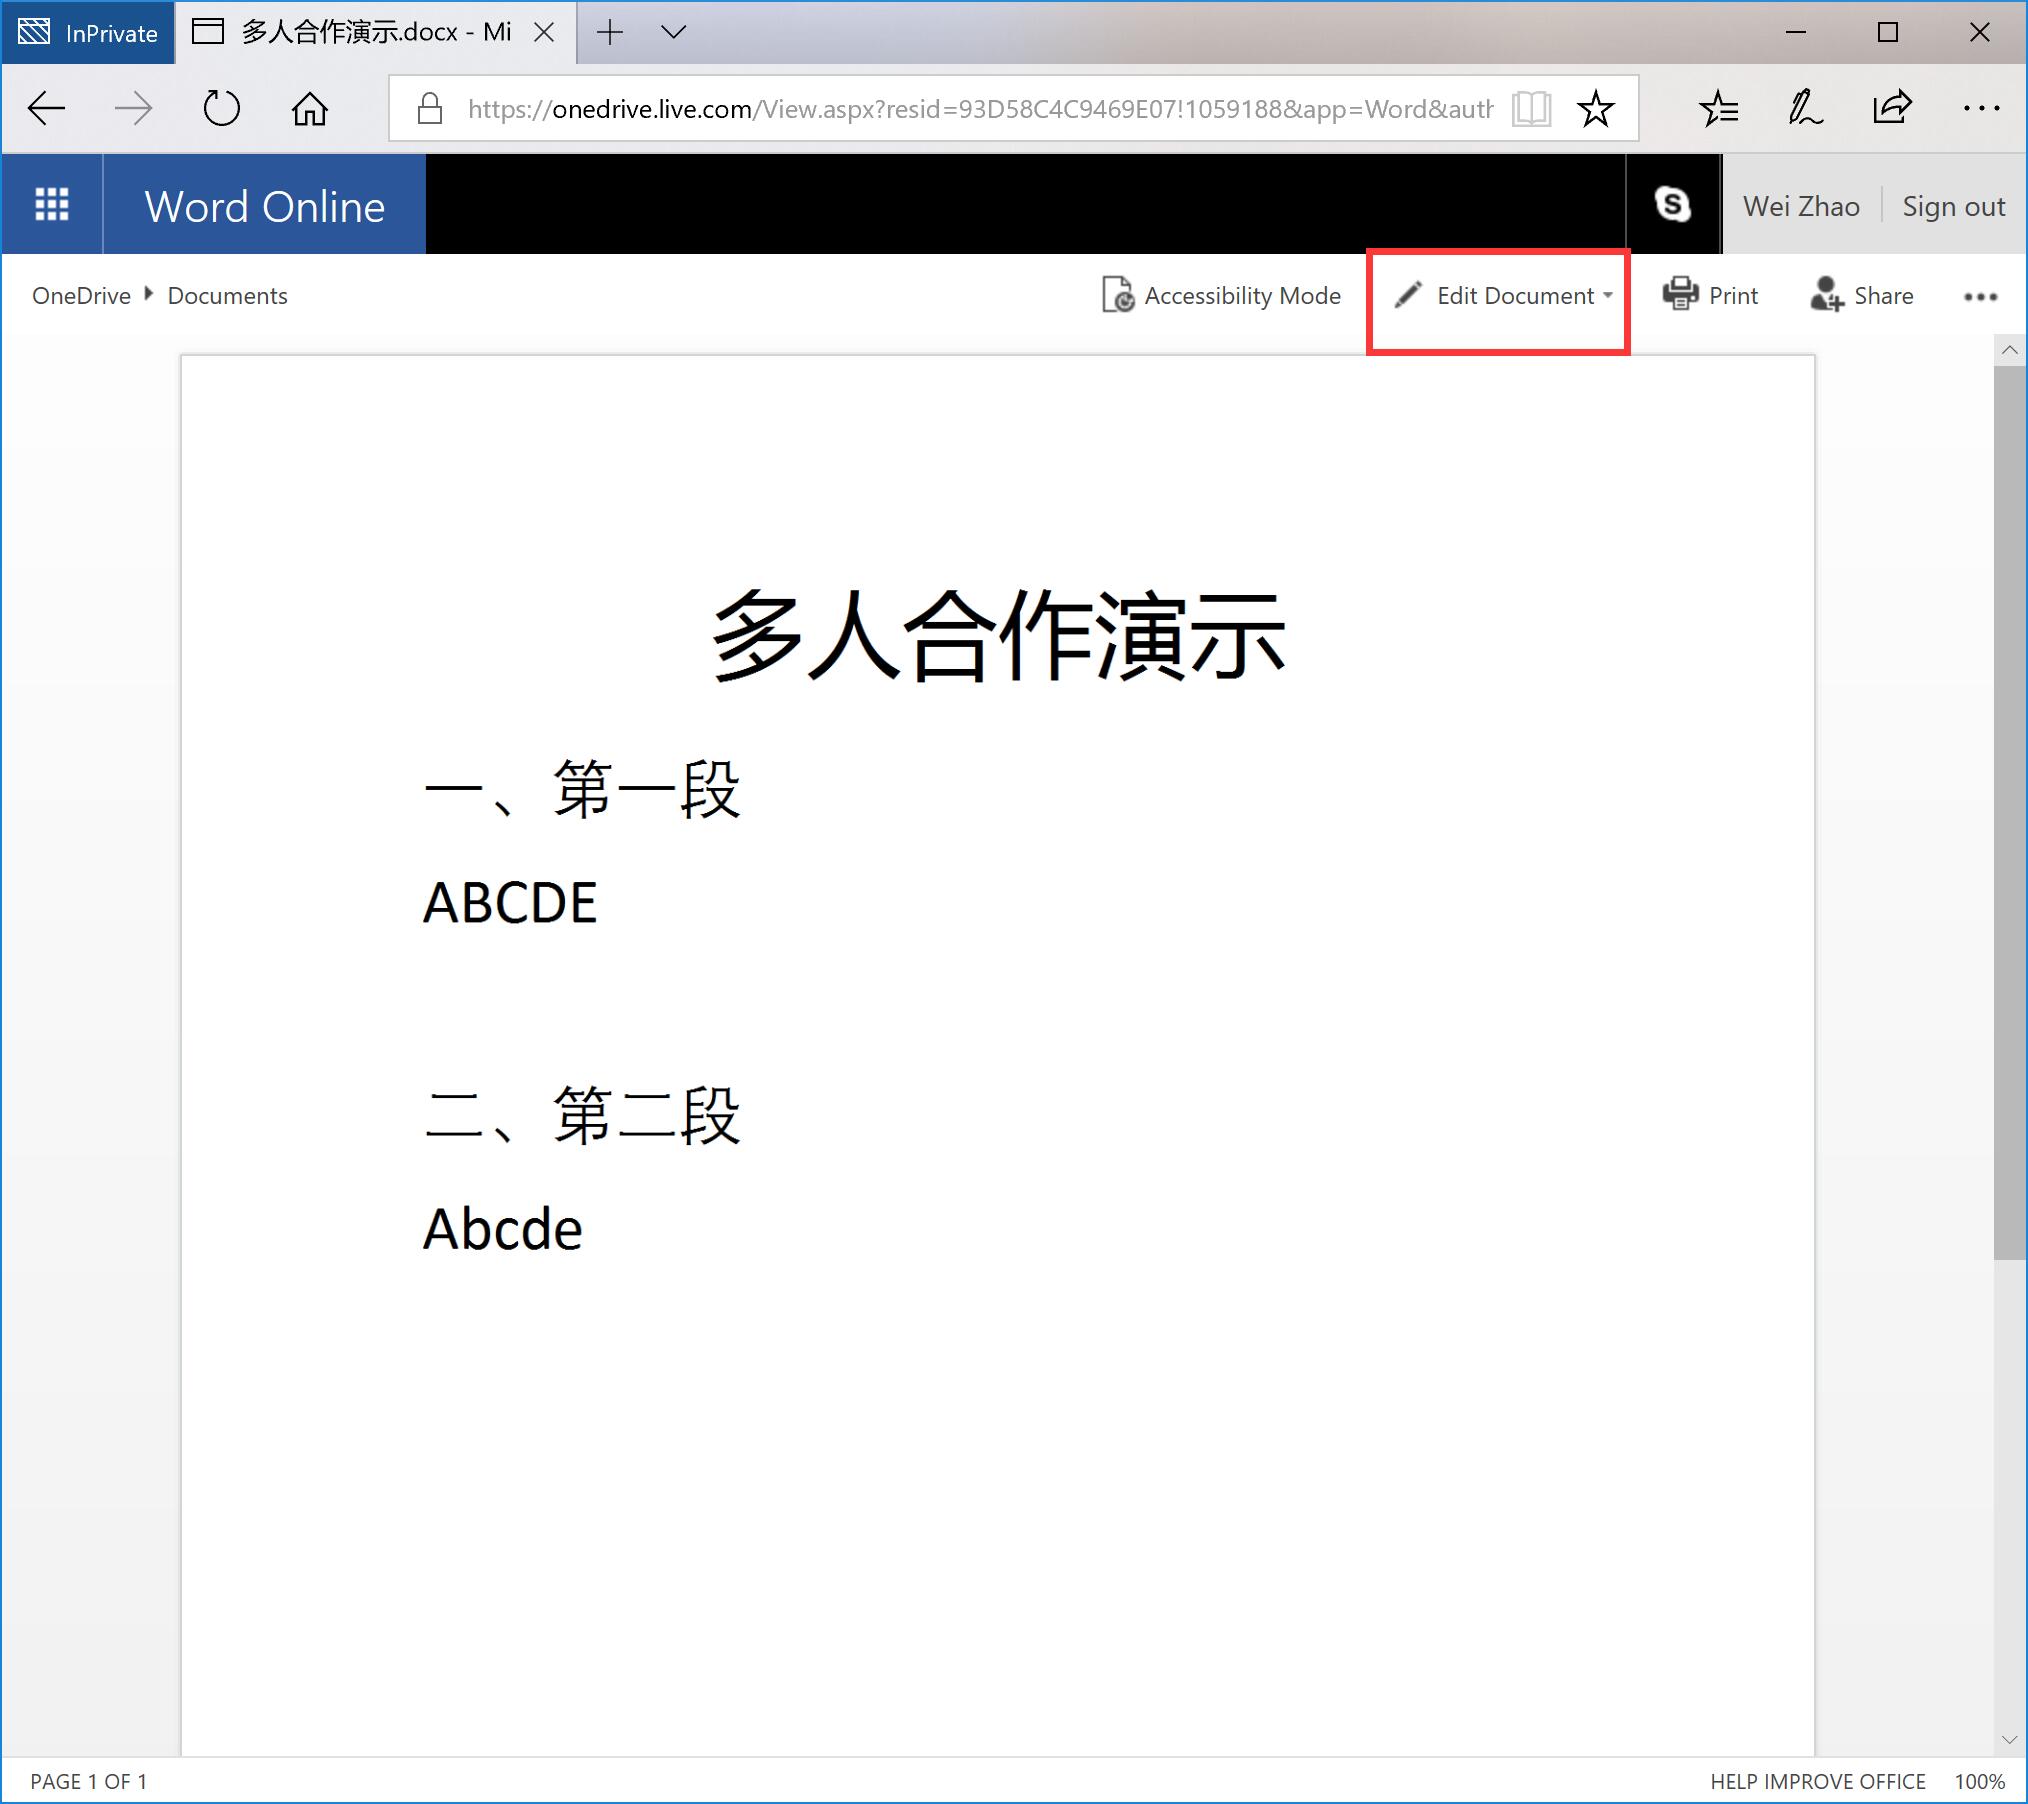 InPrivate
多人合作演示.docx - Mi
https://onedrive.live.com/View.aspx?resid=93D58C4C9469E07!1059188&app=Word&auth
Word Online
Wei Zhao
Sign out
OneDrive
Documents
Accessibility Mode
Edit Document
Print
Share
多人合作演示
一、第一段
ABCDE
二、第二段
Abcde
PAGE 1 OF 1
HELP IMPROVE OFFICE
100%